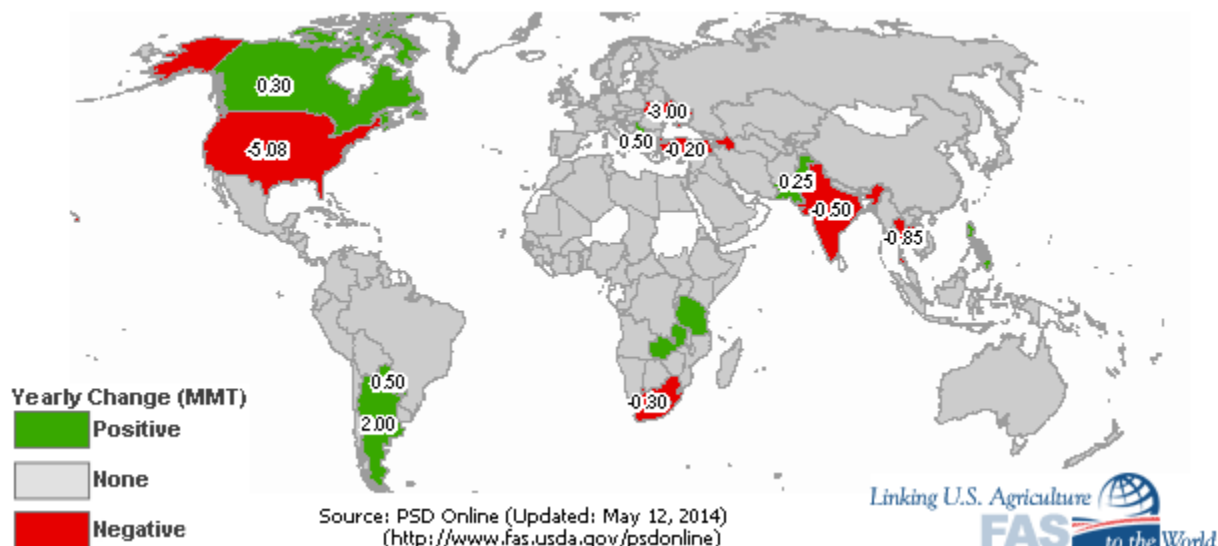 0.30
-5.08
-3.00
0.50
-0.20
0.25
-0.50
-0.85
0.50
2.00
-0.30
Yearly Change (MMT)
Positive
None
Negative
Source: PSD Online (Updated: May 12, 2014)
(http://www.fas.usda.gov/psdonline)
Linking U.S. Agriculture
FAS to the World